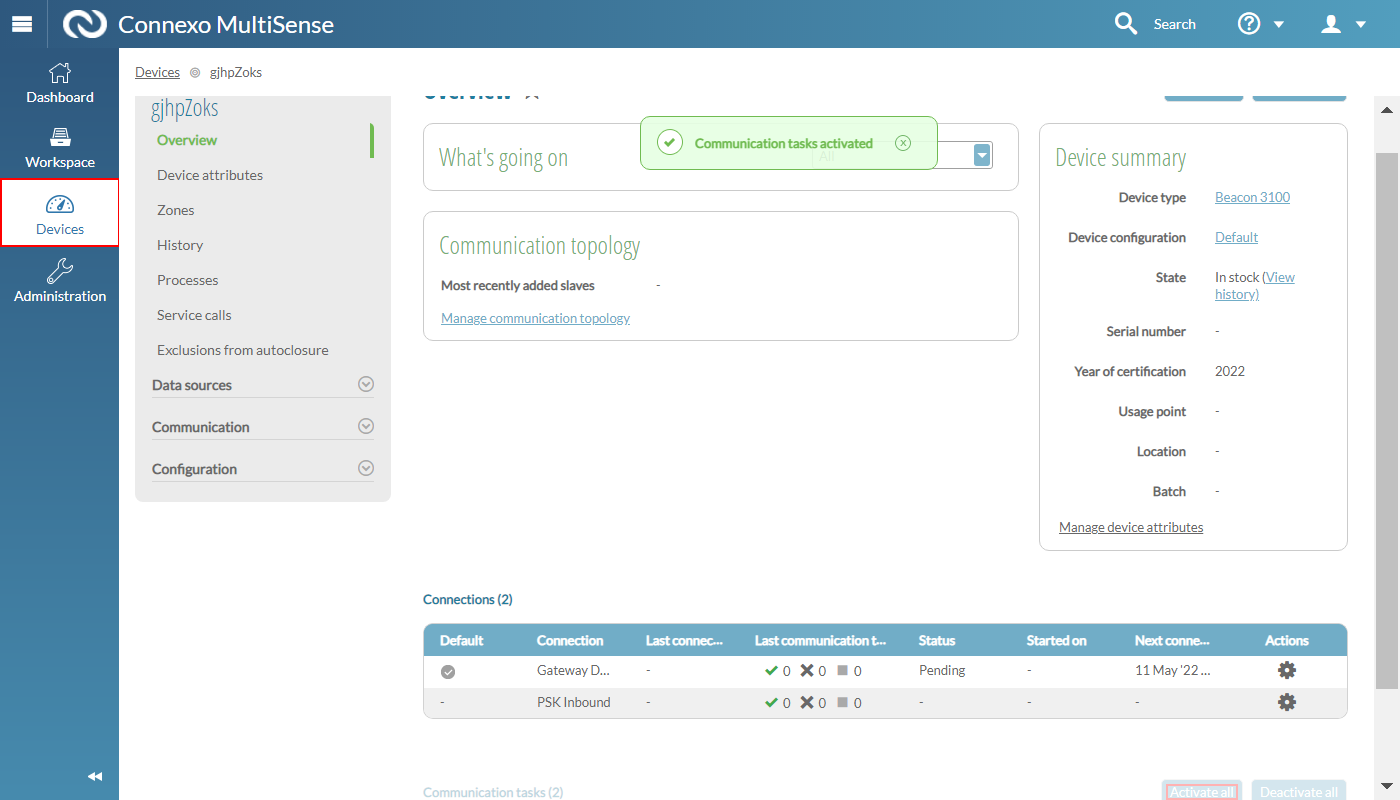 Connexo MultiSense
Search
Dashboard
Workspace
Devices
Administration
Devices gjhpZoks
gjhpZoks
Overview
Device attributes
Zones
History
Processes
Service calls
Exclusions from autoclosure
Data sources
Communication
Configuration
Overview
What's going on
All
Communication tasks activated
Communication topology
Most recently added slaves -
Manage communication topology
Device summary
Device type Beacon 3100
Device configuration Default
State In stock (View
history)
Serial number -
Year of certification 2022
Usage point -
Location -
Batch -
Manage device attributes
Connections (2)
Default Connection Last connec... Last communication t... Status Started on Next conne... Actions
Gateway D... - 0 0 0 Pending - 11 May '22 ...
- PSK Inbound - 0 0 0 - - -
Communication tasks (2) Activate all Deactivate all